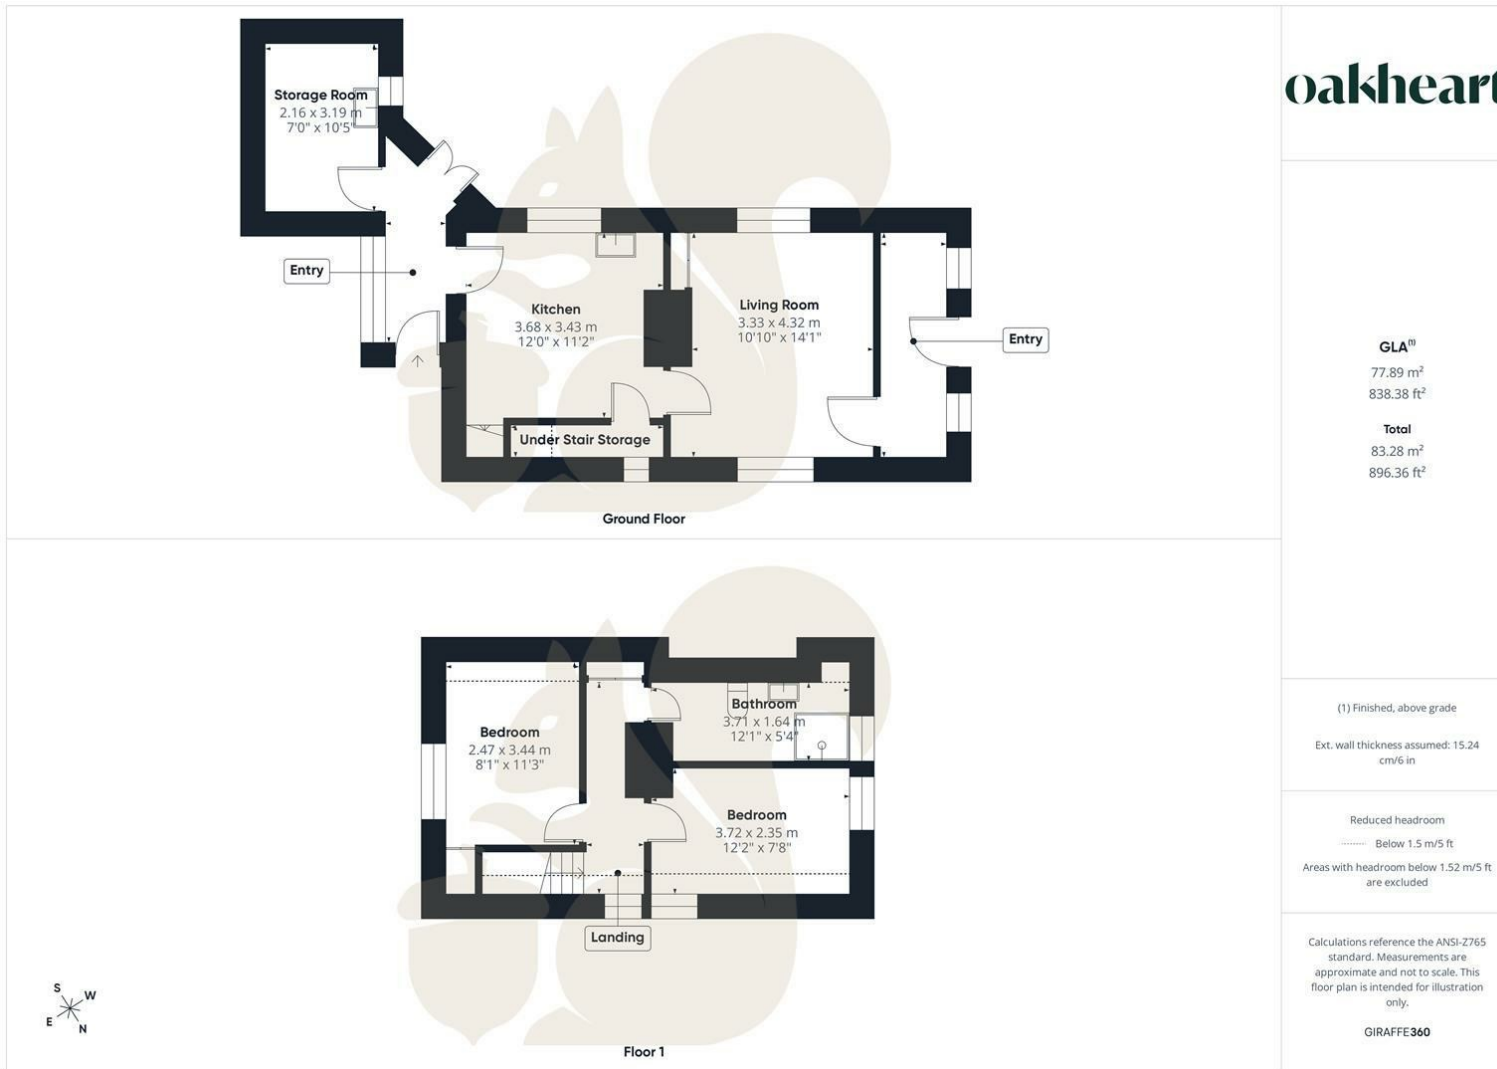 Storage Room
2.16 x 3.19 m
7'0" x 10'5"
Entry
Kitchen
3.68 x 3.43 m
12'0" x 11'2"
Living Room
3.33 x 4.32 m
10'10" x 14'1"
Entry
Under Stair Storage
Ground Floor
Bedroom
2.47 x 3.44 m
8'1" x 11'3"
Bathroom
3.71 x 1.64 m
12'1" x 5'4"
Bedroom
3.72 x 2.35 m
12'2" x 7'8"
Landing
S
W
E
N
Floor 1
oakheart
GLA(1)
77.89 m²
838.38 ft²
Total
83.28 m²
896.36 ft²
(1) Finished, above grade
Ext. wall thickness assumed: 15.24
cm/6 in
Reduced headroom
Below 1.5 m/5 ft
Areas with headroom below 1.52 m/5 ft
are excluded
Calculations reference the ANSI-Z765
standard. Measurements are
approximate and not to scale. This
floor plan is intended for illustration
only.
GIRAFFE360